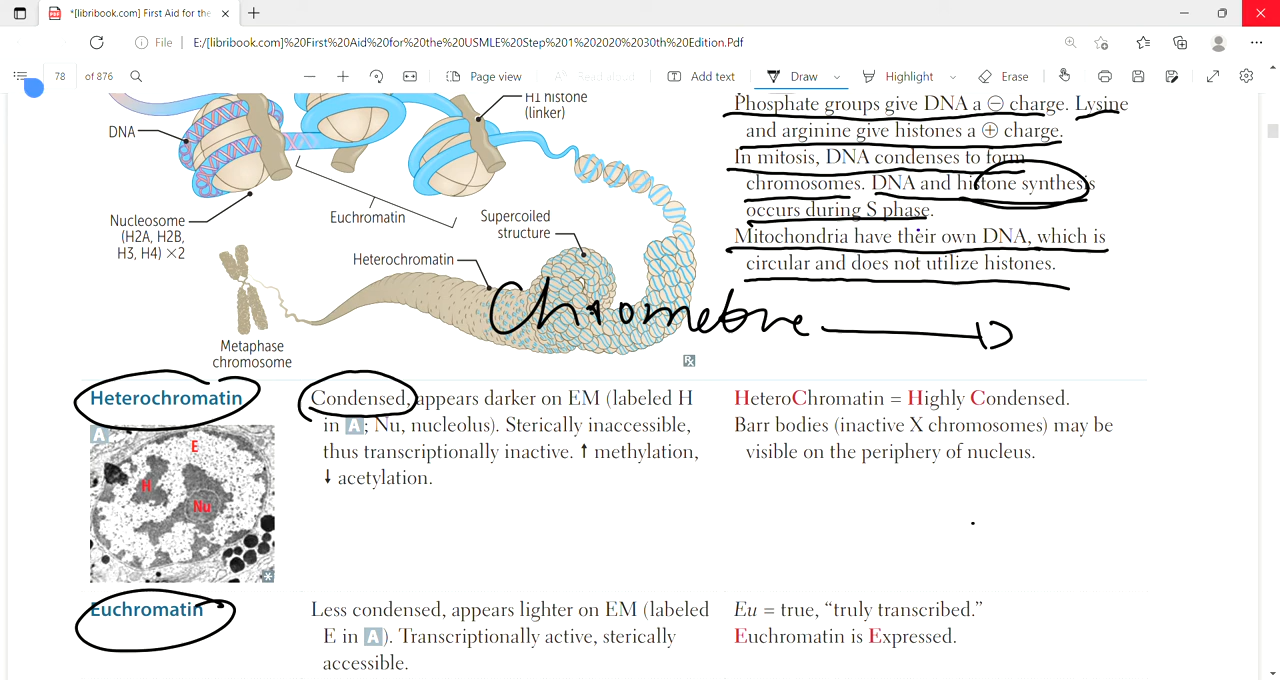 *[libribook.com] First Aid for the
File
E:/[libribook.com]%20First%20Aid%20for%20the%20USMLE%20Step%201%202020%2030th%20Edition.Pdf
78 of 876
Page view
Read aloud
Add text
Draw
Highlight
Erase
H1 histone
(linker)
DNA
Euchromatin
Nucleosome
(H2A, H2B,
H3, H4) ×2
Supercoiled
structure
Heterochromatin
Metaphase
chromosome
Phosphate groups give DNA a ⊖ charge. Lysine
and arginine give histones a ⊕ charge.
In mitosis, DNA condenses to form
chromosomes. DNA and histone synthesis
occurs during S phase.
Mitochondria have their own DNA, which is
circular and does not utilize histones.
Heterochromatin
Condensed, appears darker on EM (labeled H
in A; Nu, nucleolus). Sterically inaccessible,
thus transcriptionally inactive. ↑ methylation,
↓ acetylation.
HeteroChromatin = Highly Condensed.
Barr bodies (inactive X chromosomes) may be
visible on the periphery of nucleus.
A
E
H
Nu
Euchromatin
Less condensed, appears lighter on EM (labeled
E in A). Transcriptionally active, sterically
accessible.
Eu = true, “truly transcribed.”
Euchromatin is Expressed.